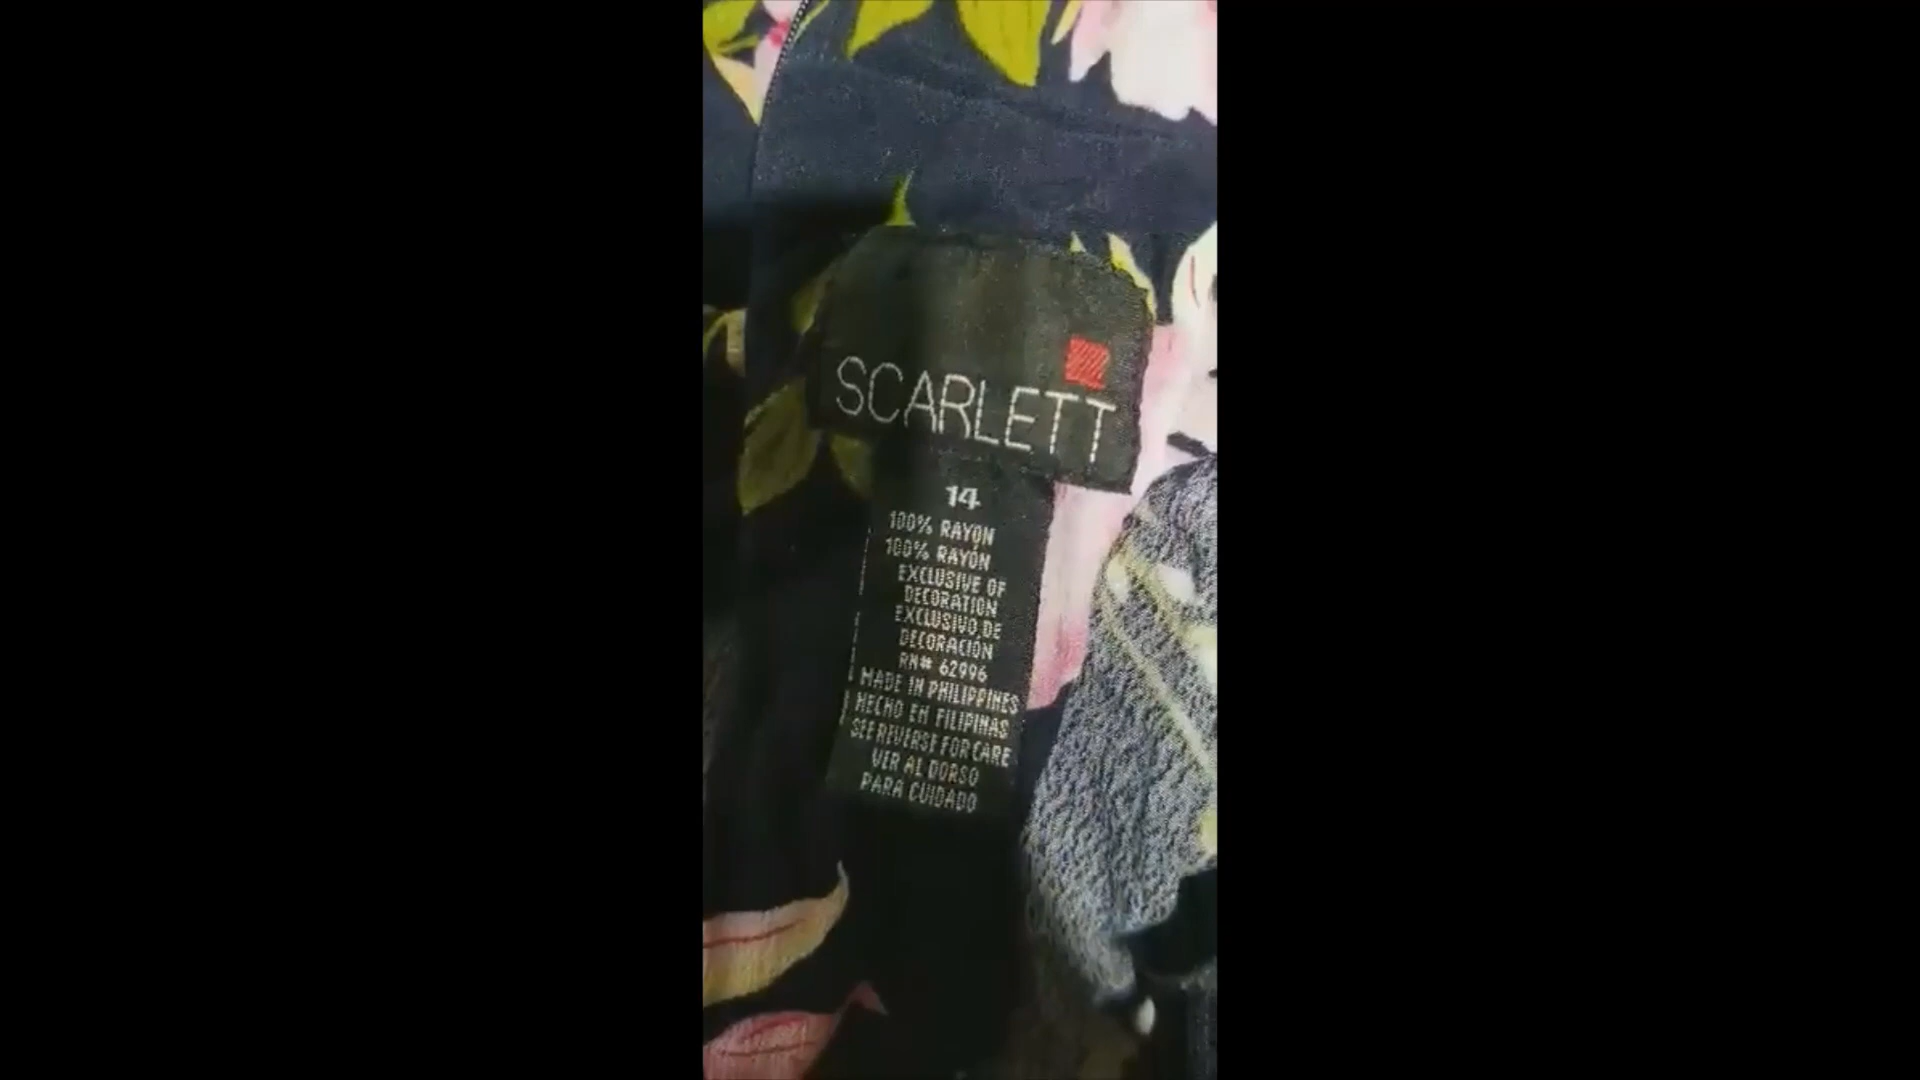 SCARLETT
14
100% RAYON
100% RAYÓN
EXCLUSIVE OF
DECORATION
EXCLUSIVO DE
DECORACIÓN
RN# 62996
MADE IN PHILIPPINES
HECHO EN FILIPINAS
SEE REVERSE FOR CARE
VER AL DORSO
PARA CUIDADO